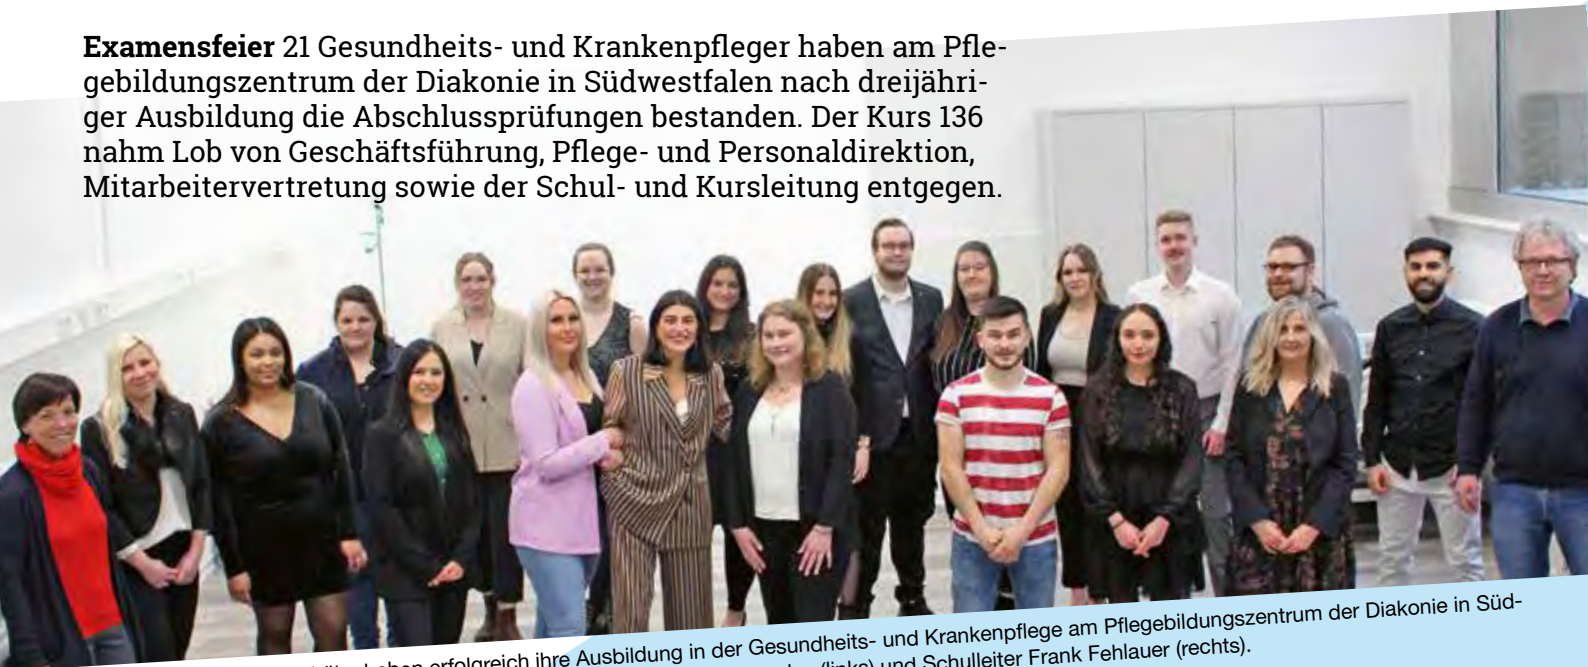 Examensfeier 21 Gesundheits- und Krankenpfleger haben am Pfle-
gebildungszentrum der Diakonie in Südwestfalen nach dreijähri-
ger Ausbildung die Abschlussprüfungen bestanden. Der Kurs 136
nahm Lob von Geschäftsführung, Pflege- und Personaldirektion,
Mitarbeitervertretung sowie der Schul- und Kursleitung entgegen.
haben erfolgreich ihre Ausbildung in der Gesundheits- und Krankenpflege am Pflegebildungszentrum der Diakonie in Süd-
(links) und Schulleiter Frank Fehlauer (rechts).